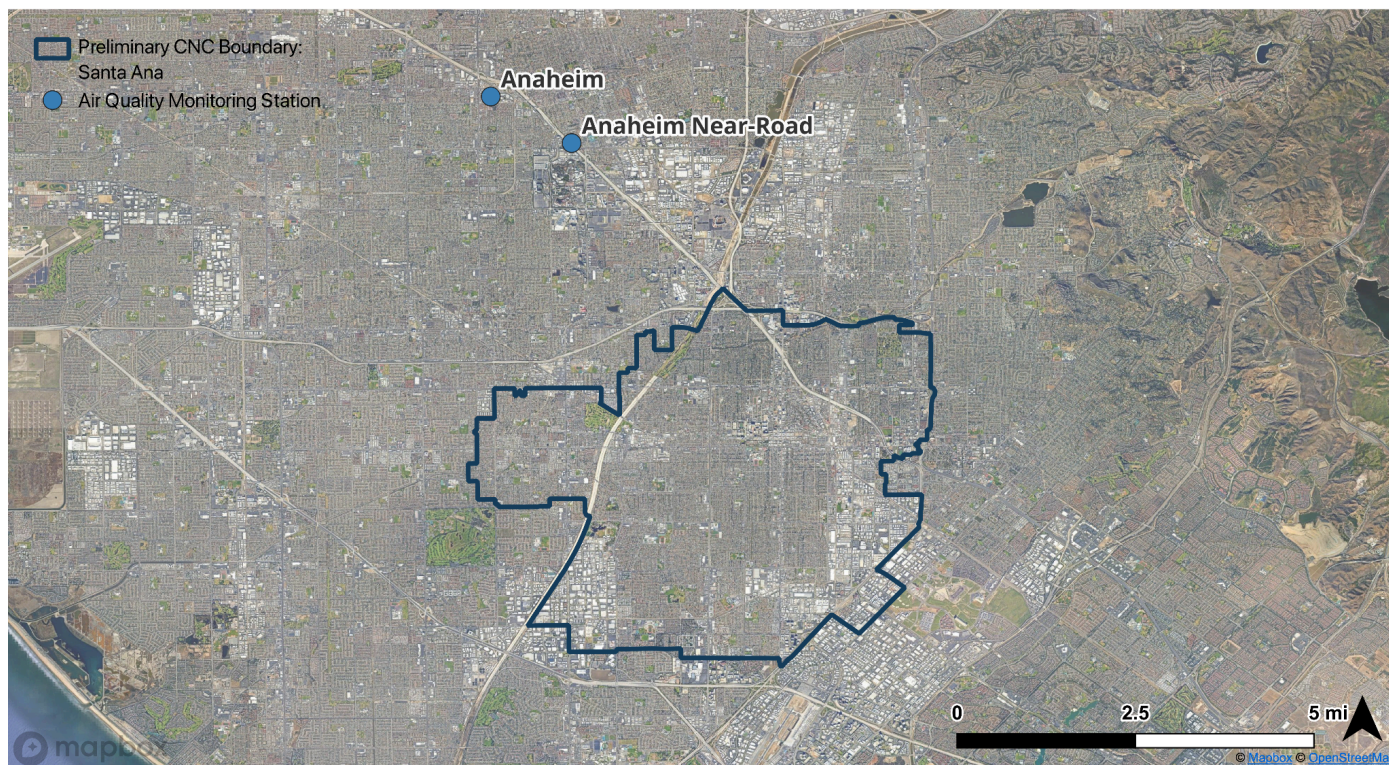 Preliminary CNC Boundary:
Santa Ana
Air Quality Monitoring Station
Anaheim
Anaheim Near-Road
0 2.5 5 mi
mapbox
© Mapbox © OpenStreetMa